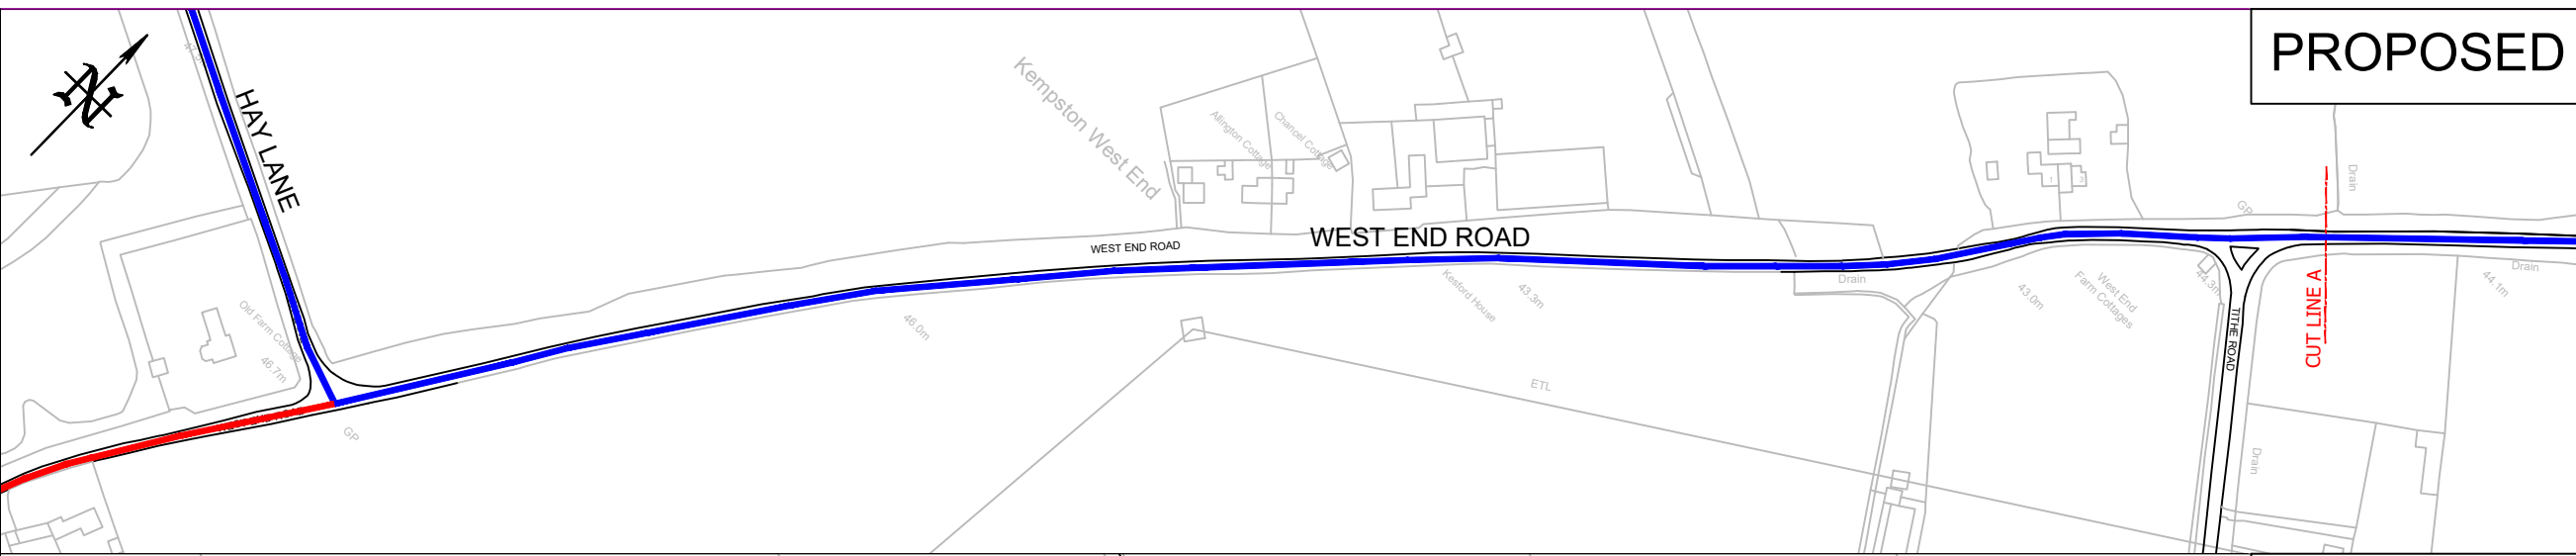 PROPOSED
N
HAY LANE
Kempston West End
Allington Cottage
Chancel Cottage
WEST END ROAD
WEST END ROAD
Old Farm Cottage
46.7m
GP
46.0m
Kesford House
43.3m
ETL
Drain
1
43.0m
West End
Farm Cottages
44.3m
GP
TITHE ROAD
Drain
Drain
CUT LINE A
44.1m
Drain